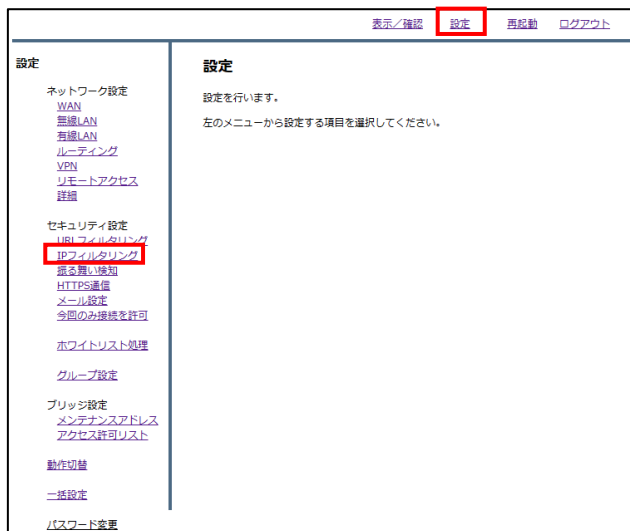 表示／確認 設定 再起動 ログアウト
設定
ネットワーク設定
WAN
無線LAN
有線LAN
ルーティング
VPN
リモートアクセス
詳細
セキュリティ設定
URLフィルタリング
IPフィルタリング
振る舞い検知
HTTPS通信
メール設定
今回のみ接続を許可
ホワイトリスト処理
グループ設定
ブリッジ設定
メンテナンスアドレス
アクセス許可リスト
動作切替
一括設定
パスワード変更
設定
設定を行います。
左のメニューから設定する項目を選択してください。